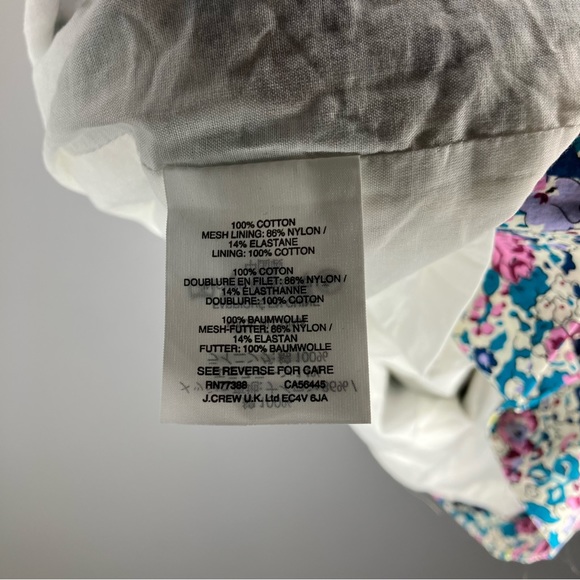 100% COTTON
MESH LINING: 86% NYLON /
14% ELASTANE
LINING: 100% COTTON
100% COTON
DOUBLURE EN FILET: 86% NYLON /
14% ELASTHANNE
DOUBLURE: 100% COTON
100% BAUMWOLLE
MESH-FUTTER: 86% NYLON /
14% ELASTAN
FUTTER: 100% BAUMWOLLE
SEE REVERSE FOR CARE
RN77388 CA56445
J.CREW U.K. Ltd EC4V 6JA